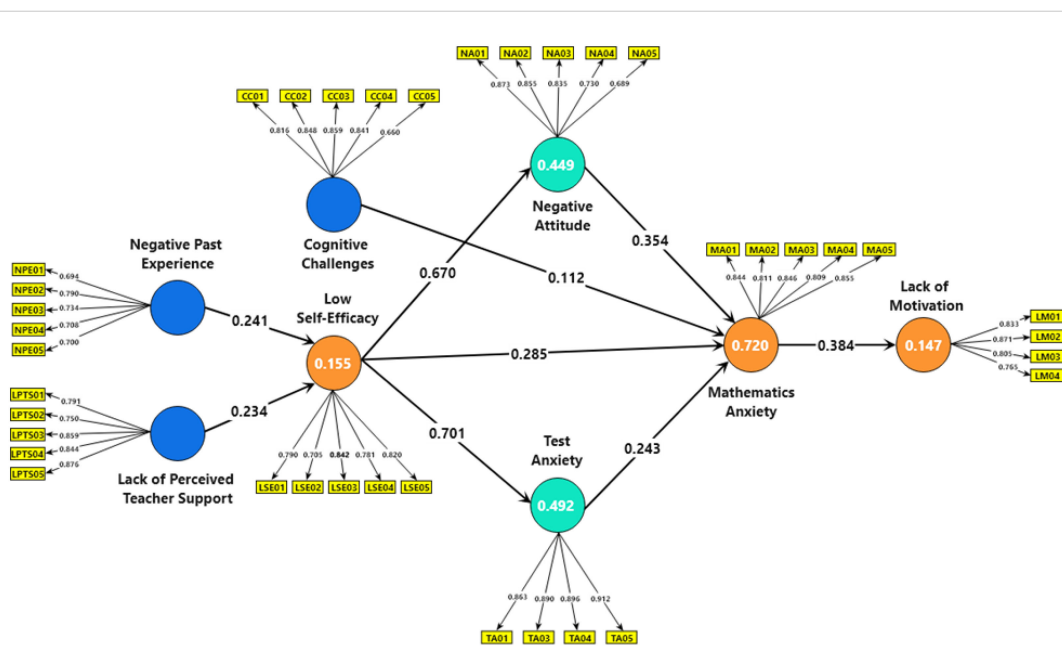 NA01 NA02 NA03 NA04 NA05
0.873 0.855 0.835 0.730 0.689
CC01 CC02 CC03 CC04 CC05
0.816 0.848 0.859 0.841 0.660
0.449
Negative
Attitude
Cognitive
Challenges
Negative Past
Experience
NPE01 0.694
NPE02 0.790
NPE03 0.734
NPE04 0.708
NPE05 0.700
0.241
Low
Self-Efficacy
0.155
0.670
0.112
0.354
0.285
MA01 MA02 MA03 MA04 MA05
0.844 0.811 0.846 0.809 0.855
0.720
Mathematics
Anxiety
0.384
Lack of
Motivation
0.147
0.833 LM01
0.871 LM02
0.805 LM03
0.765 LM04
LPTS01 0.791
LPTS02 0.750
LPTS03 0.859
LPTS04 0.844
LPTS05 0.876
0.234
Lack of Perceived
Teacher Support
0.790 0.705 0.842 0.781 0.820
LSE01 LSE02 LSE03 LSE04 LSE05
0.701
Test
Anxiety
0.243
0.492
0.863 0.890 0.896 0.912
TA01 TA03 TA04 TA05